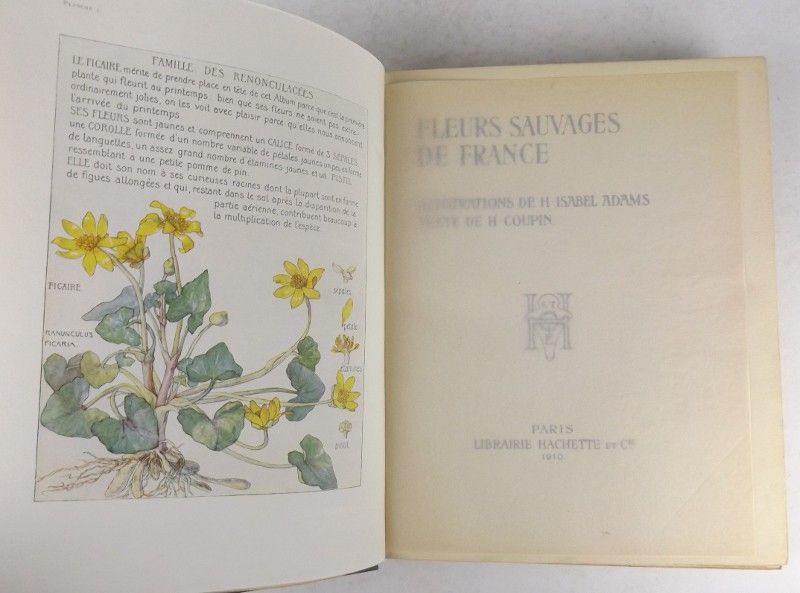 PLANCHE 1
FAMILLE DES RENONCULACÉES
LE FICAIRE mérite de prendre place en tête de cet Album parce que c'est la première
plante qui fleurit au printemps: bien que ses fleurs ne soient pas extra-
ordinairement jolies, on les voit avec plaisir parce qu'elles nous annoncent
l'arrivée du printemps
SES FLEURS sont jaunes et comprennent un CALICE formé de 3 SÉPALES,
une COROLLE formée d'un nombre variable de pétales jaunes un peu en forme
de languettes, un assez grand nombre d'étamines jaunes et un PISTIL
ressemblant à une petite pomme de pin.
ELLE doit son nom à ses curieuses racines dont la plupart sont en forme
de figues allongées et qui, restant dans le sol après la disparition de la
partie aérienne, contribuent beaucoup à
la multiplication de l'espèce.
FICAIRE
RANUNCULUS
FICARIA
sépales
pétale
étamines
pistil
FLEURS SAUVAGES
DE FRANCE
ILLUSTRATIONS DE H ISABEL ADAMS
TEXTE DE H COUPIN
PARIS
LIBRAIRIE HACHETTE ET Cie
1910